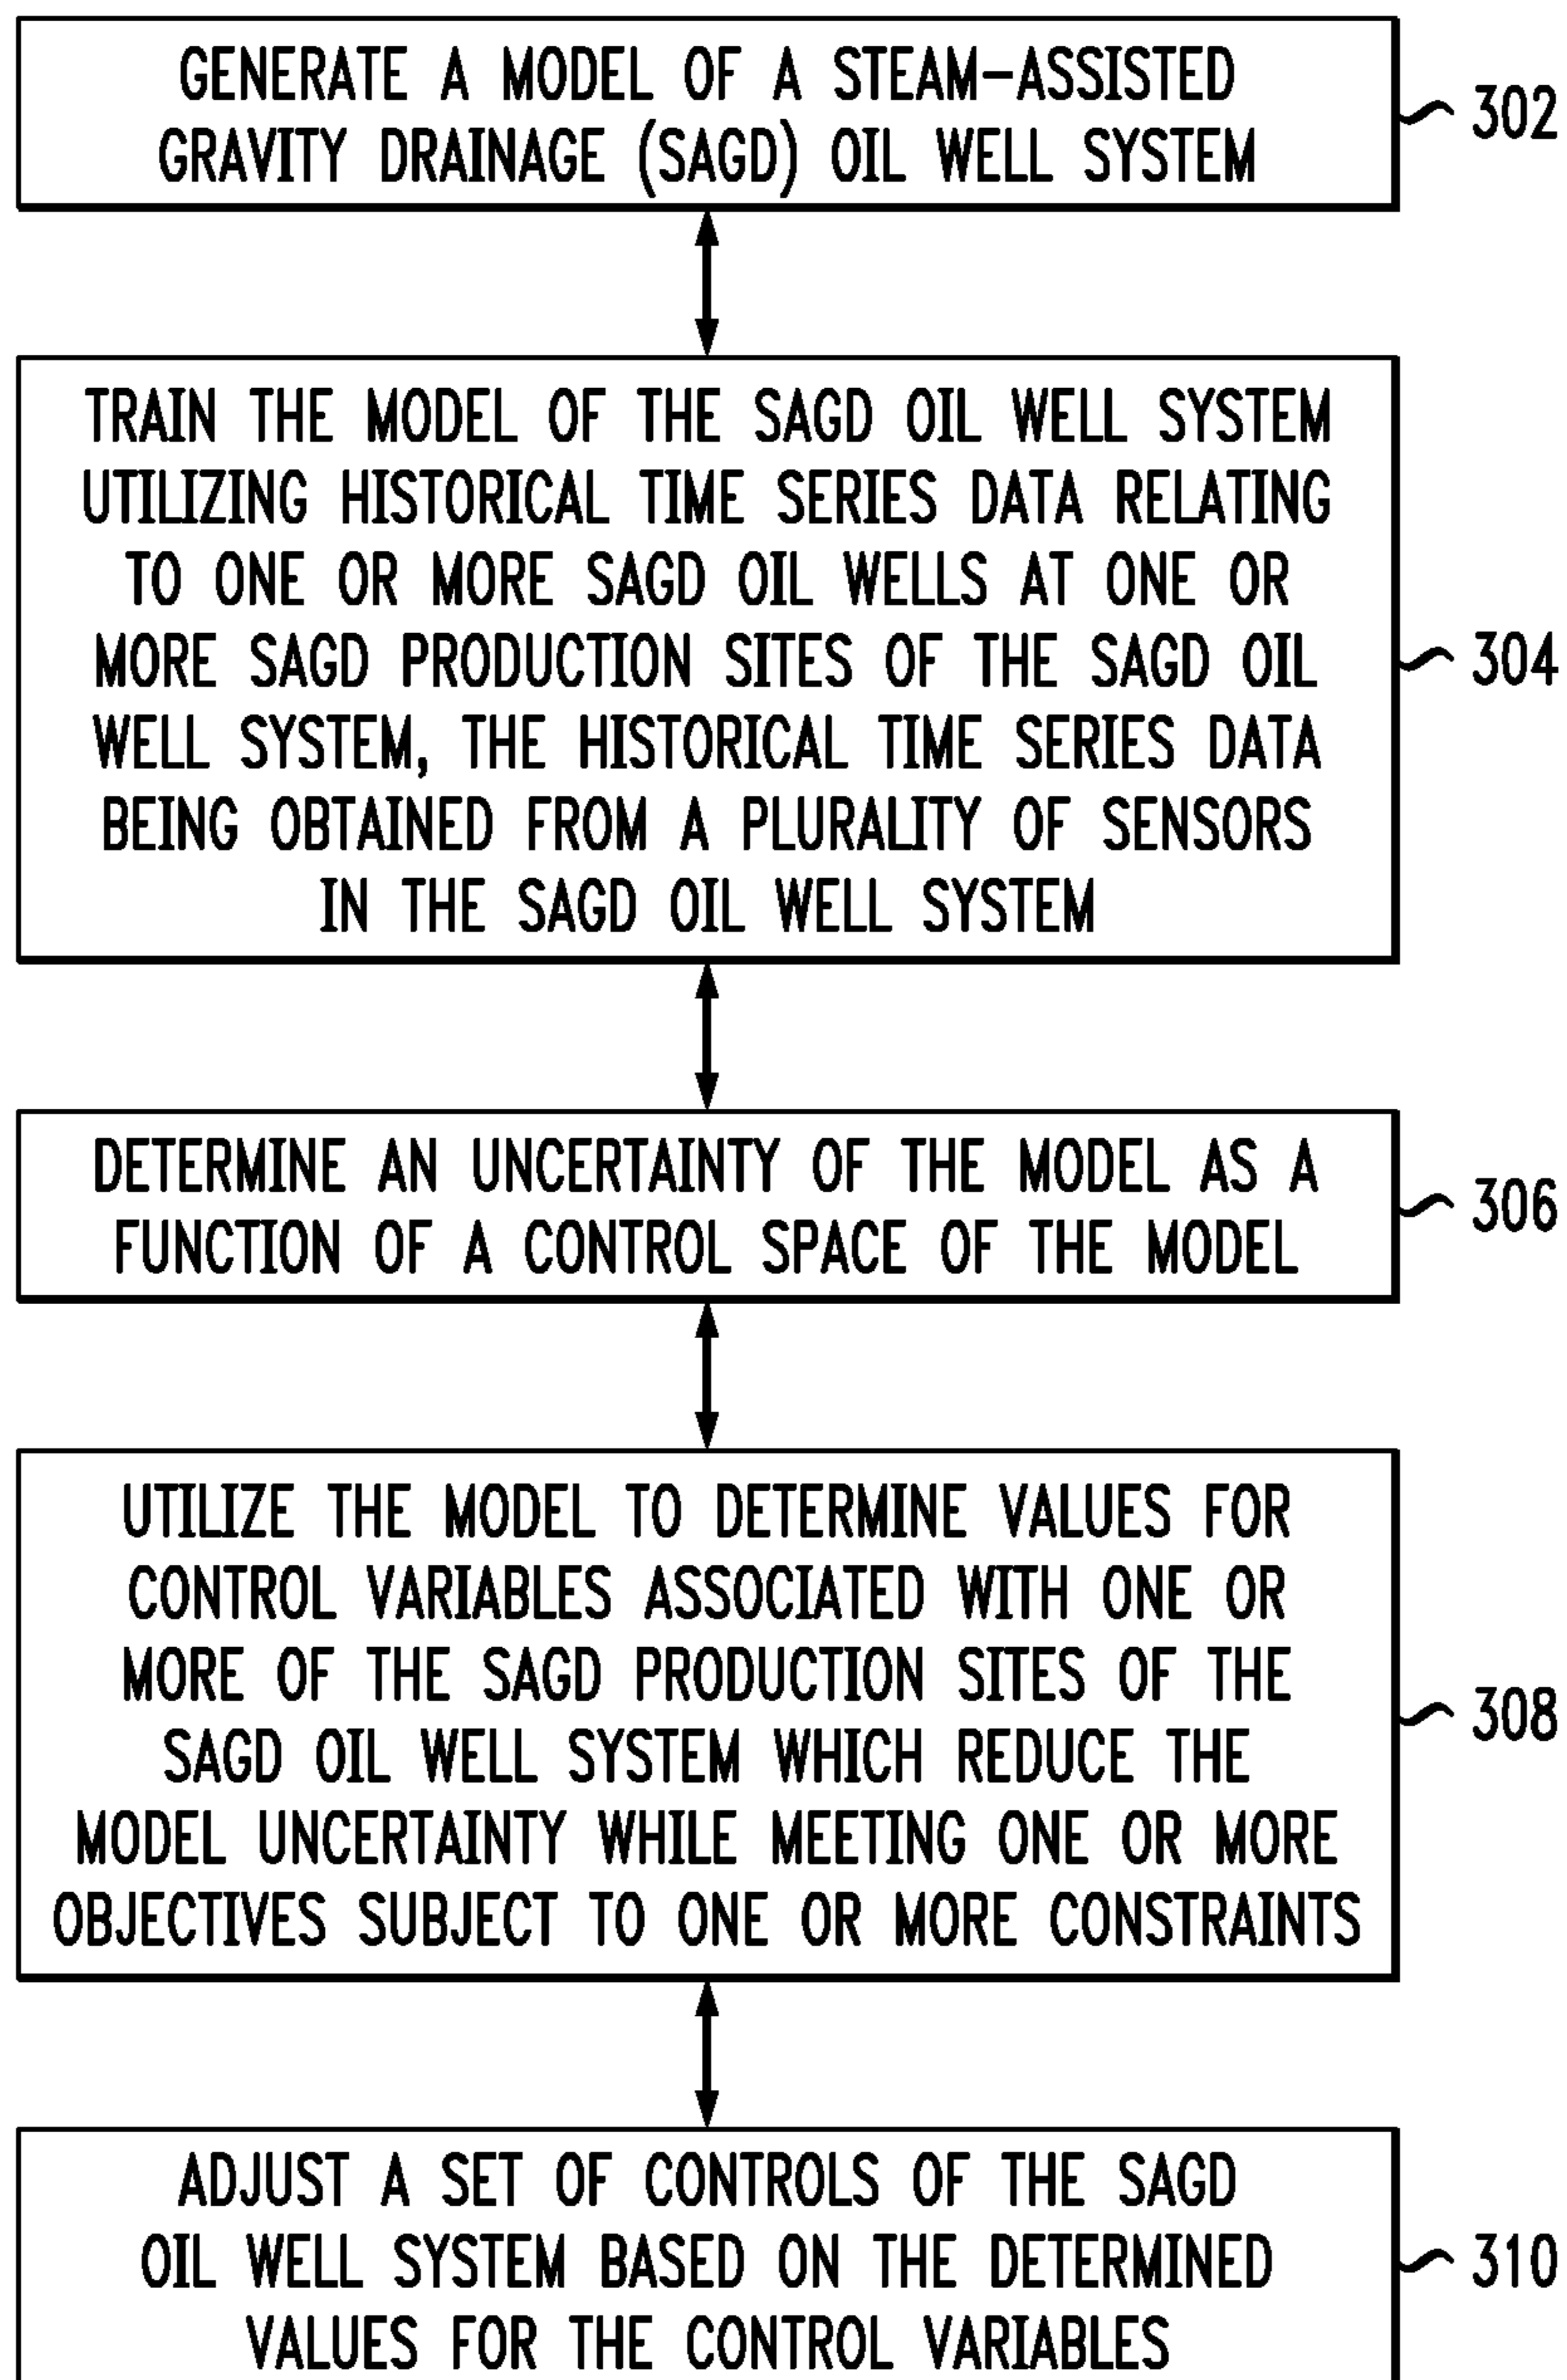 GENERATE A MODEL OF A STEAM-ASSISTED
GRAVITY DRAINAGE (SAGD) OIL WELL SYSTEM
302
TRAIN THE MODEL OF THE SAGD OIL WELL SYSTEM
UTILIZING HISTORICAL TIME SERIES DATA RELATING
TO ONE OR MORE SAGD OIL WELLS AT ONE OR
MORE SAGD PRODUCTION SITES OF THE SAGD OIL
WELL SYSTEM, THE HISTORICAL TIME SERIES DATA
BEING OBTAINED FROM A PLURALITY OF SENSORS
IN THE SAGD OIL WELL SYSTEM
304
DETERMINE AN UNCERTAINTY OF THE MODEL AS A
FUNCTION OF A CONTROL SPACE OF THE MODEL
306
UTILIZE THE MODEL TO DETERMINE VALUES FOR
CONTROL VARIABLES ASSOCIATED WITH ONE OR
MORE OF THE SAGD PRODUCTION SITES OF THE
SAGD OIL WELL SYSTEM WHICH REDUCE THE
MODEL UNCERTAINTY WHILE MEETING ONE OR MORE
OBJECTIVES SUBJECT TO ONE OR MORE CONSTRAINTS
308
ADJUST A SET OF CONTROLS OF THE SAGD
OIL WELL SYSTEM BASED ON THE DETERMINED
VALUES FOR THE CONTROL VARIABLES
310